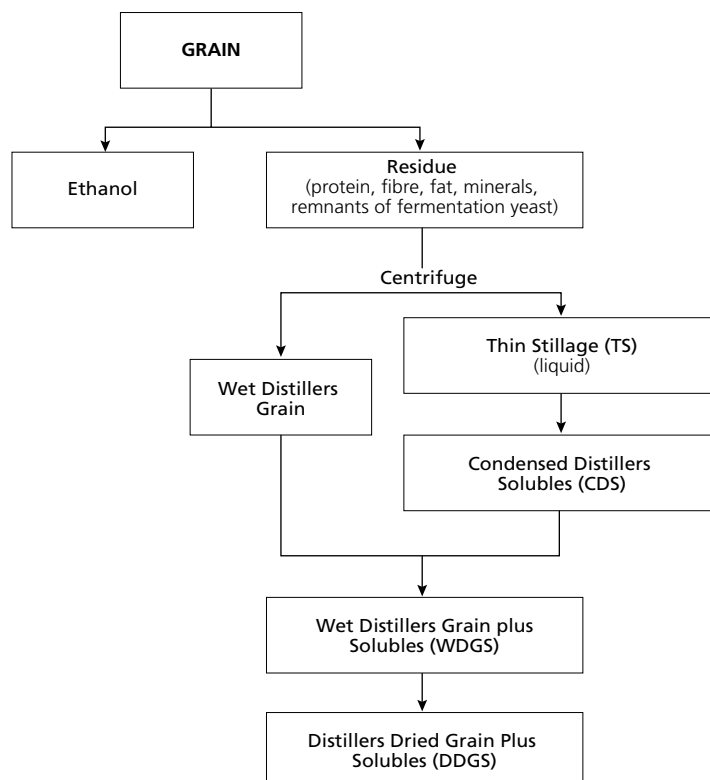 GRAIN
Ethanol
Residue
(protein, fibre, fat, minerals,
remnants of fermentation yeast)
Centrifuge
Thin Stillage (TS)
(liquid)
Wet Distillers
Grain
Condensed Distillers
Solubles (CDS)
Wet Distillers Grain plus
Solubles (WDGS)
Distillers Dried Grain Plus
Solubles (DDGS)